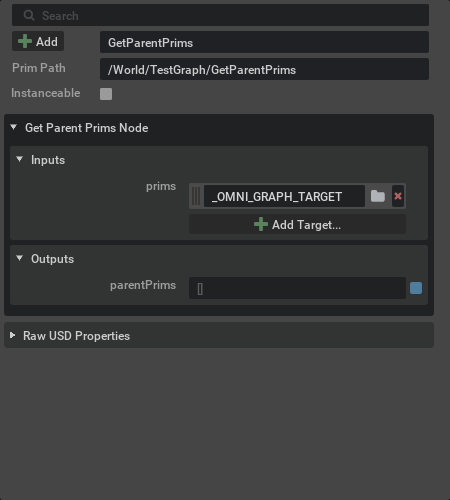 Search
Add GetParentPrims
Prim Path /World/TestGraph/GetParentPrims
Instanceable
Get Parent Prims Node
Inputs
prims _OMNI_GRAPH_TARGET
Add Target...
Outputs
parentPrims []
Raw USD Properties